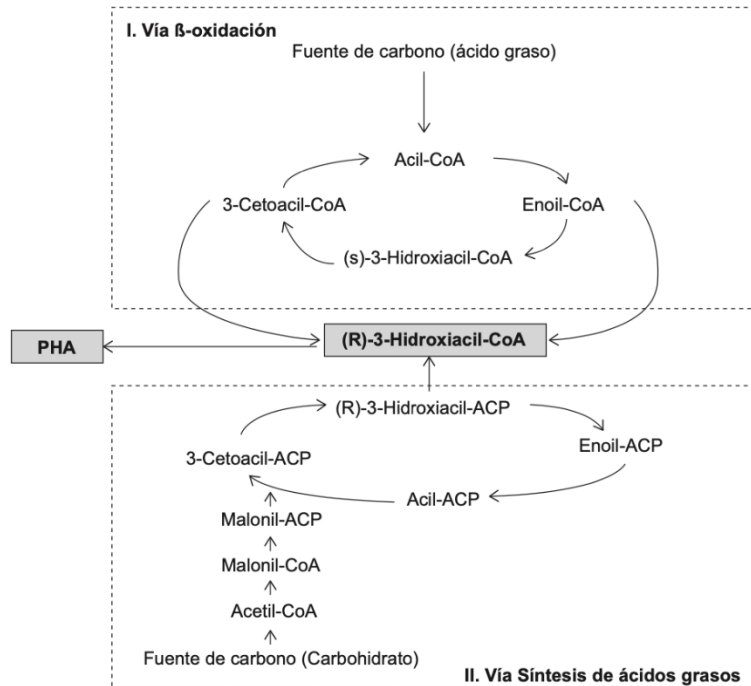 I. Vía ß-oxidación
Fuente de carbono (ácido graso)
Acil-CoA
3-Cetoacil-CoA
Enoil-CoA
(s)-3-Hidroxiacil-CoA
PHA
(R)-3-Hidroxiacil-CoA
(R)-3-Hidroxiacil-ACP
Enoil-ACP
3-Cetoacil-ACP
Acil-ACP
Malonil-ACP
Malonil-CoA
Acetil-CoA
Fuente de carbono (Carbohidrato)
II. Vía Síntesis de ácidos grasos